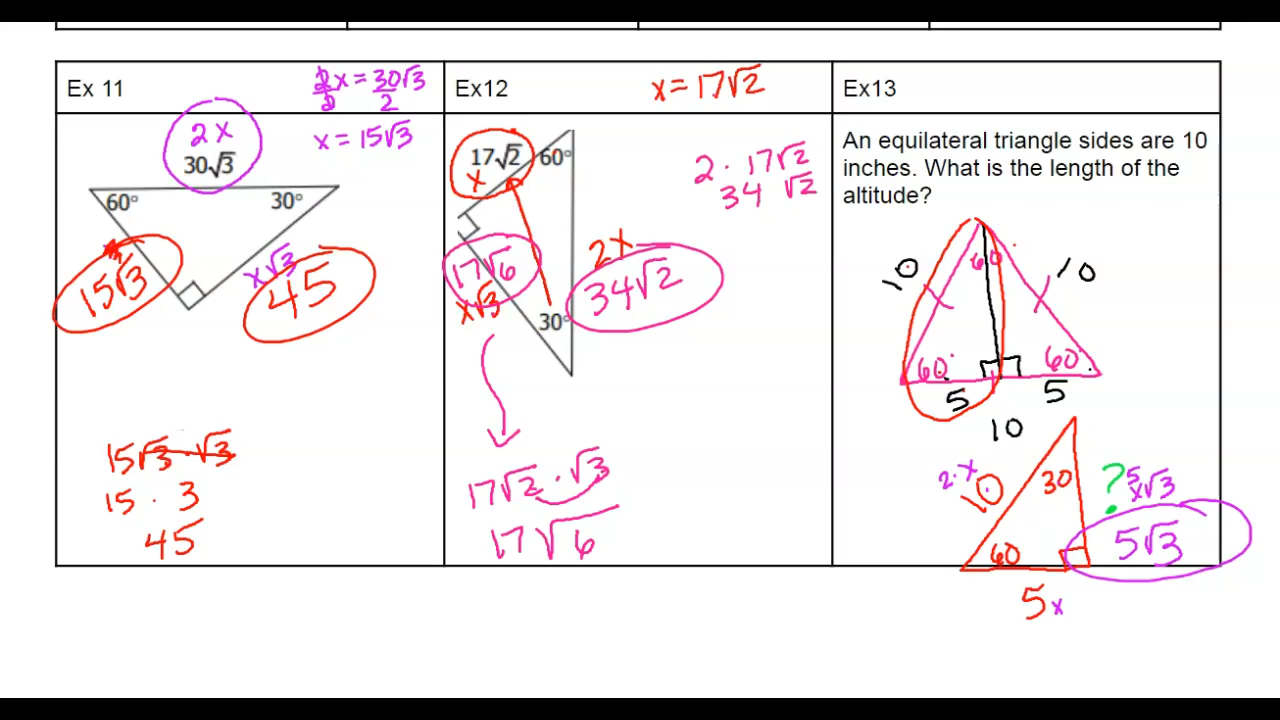 Ex 11
2x = 30√3
2 2
x = 15√3
2x
30√3
60°
30°
15√3
x√3
45
15√3 · √3
15 · 3
45
Ex12
x = 17√2
17√2
x
60°
2 · 17√2
34 √2
17√6
x√3
2x
34√2
30°
17√2 · √3
17√6
Ex13
An equilateral triangle sides are 10
inches. What is the length of the
altitude?
60
10
10
60
60
5
5
10
2·x
10
30
?
5
x√3
60
5√3
5x